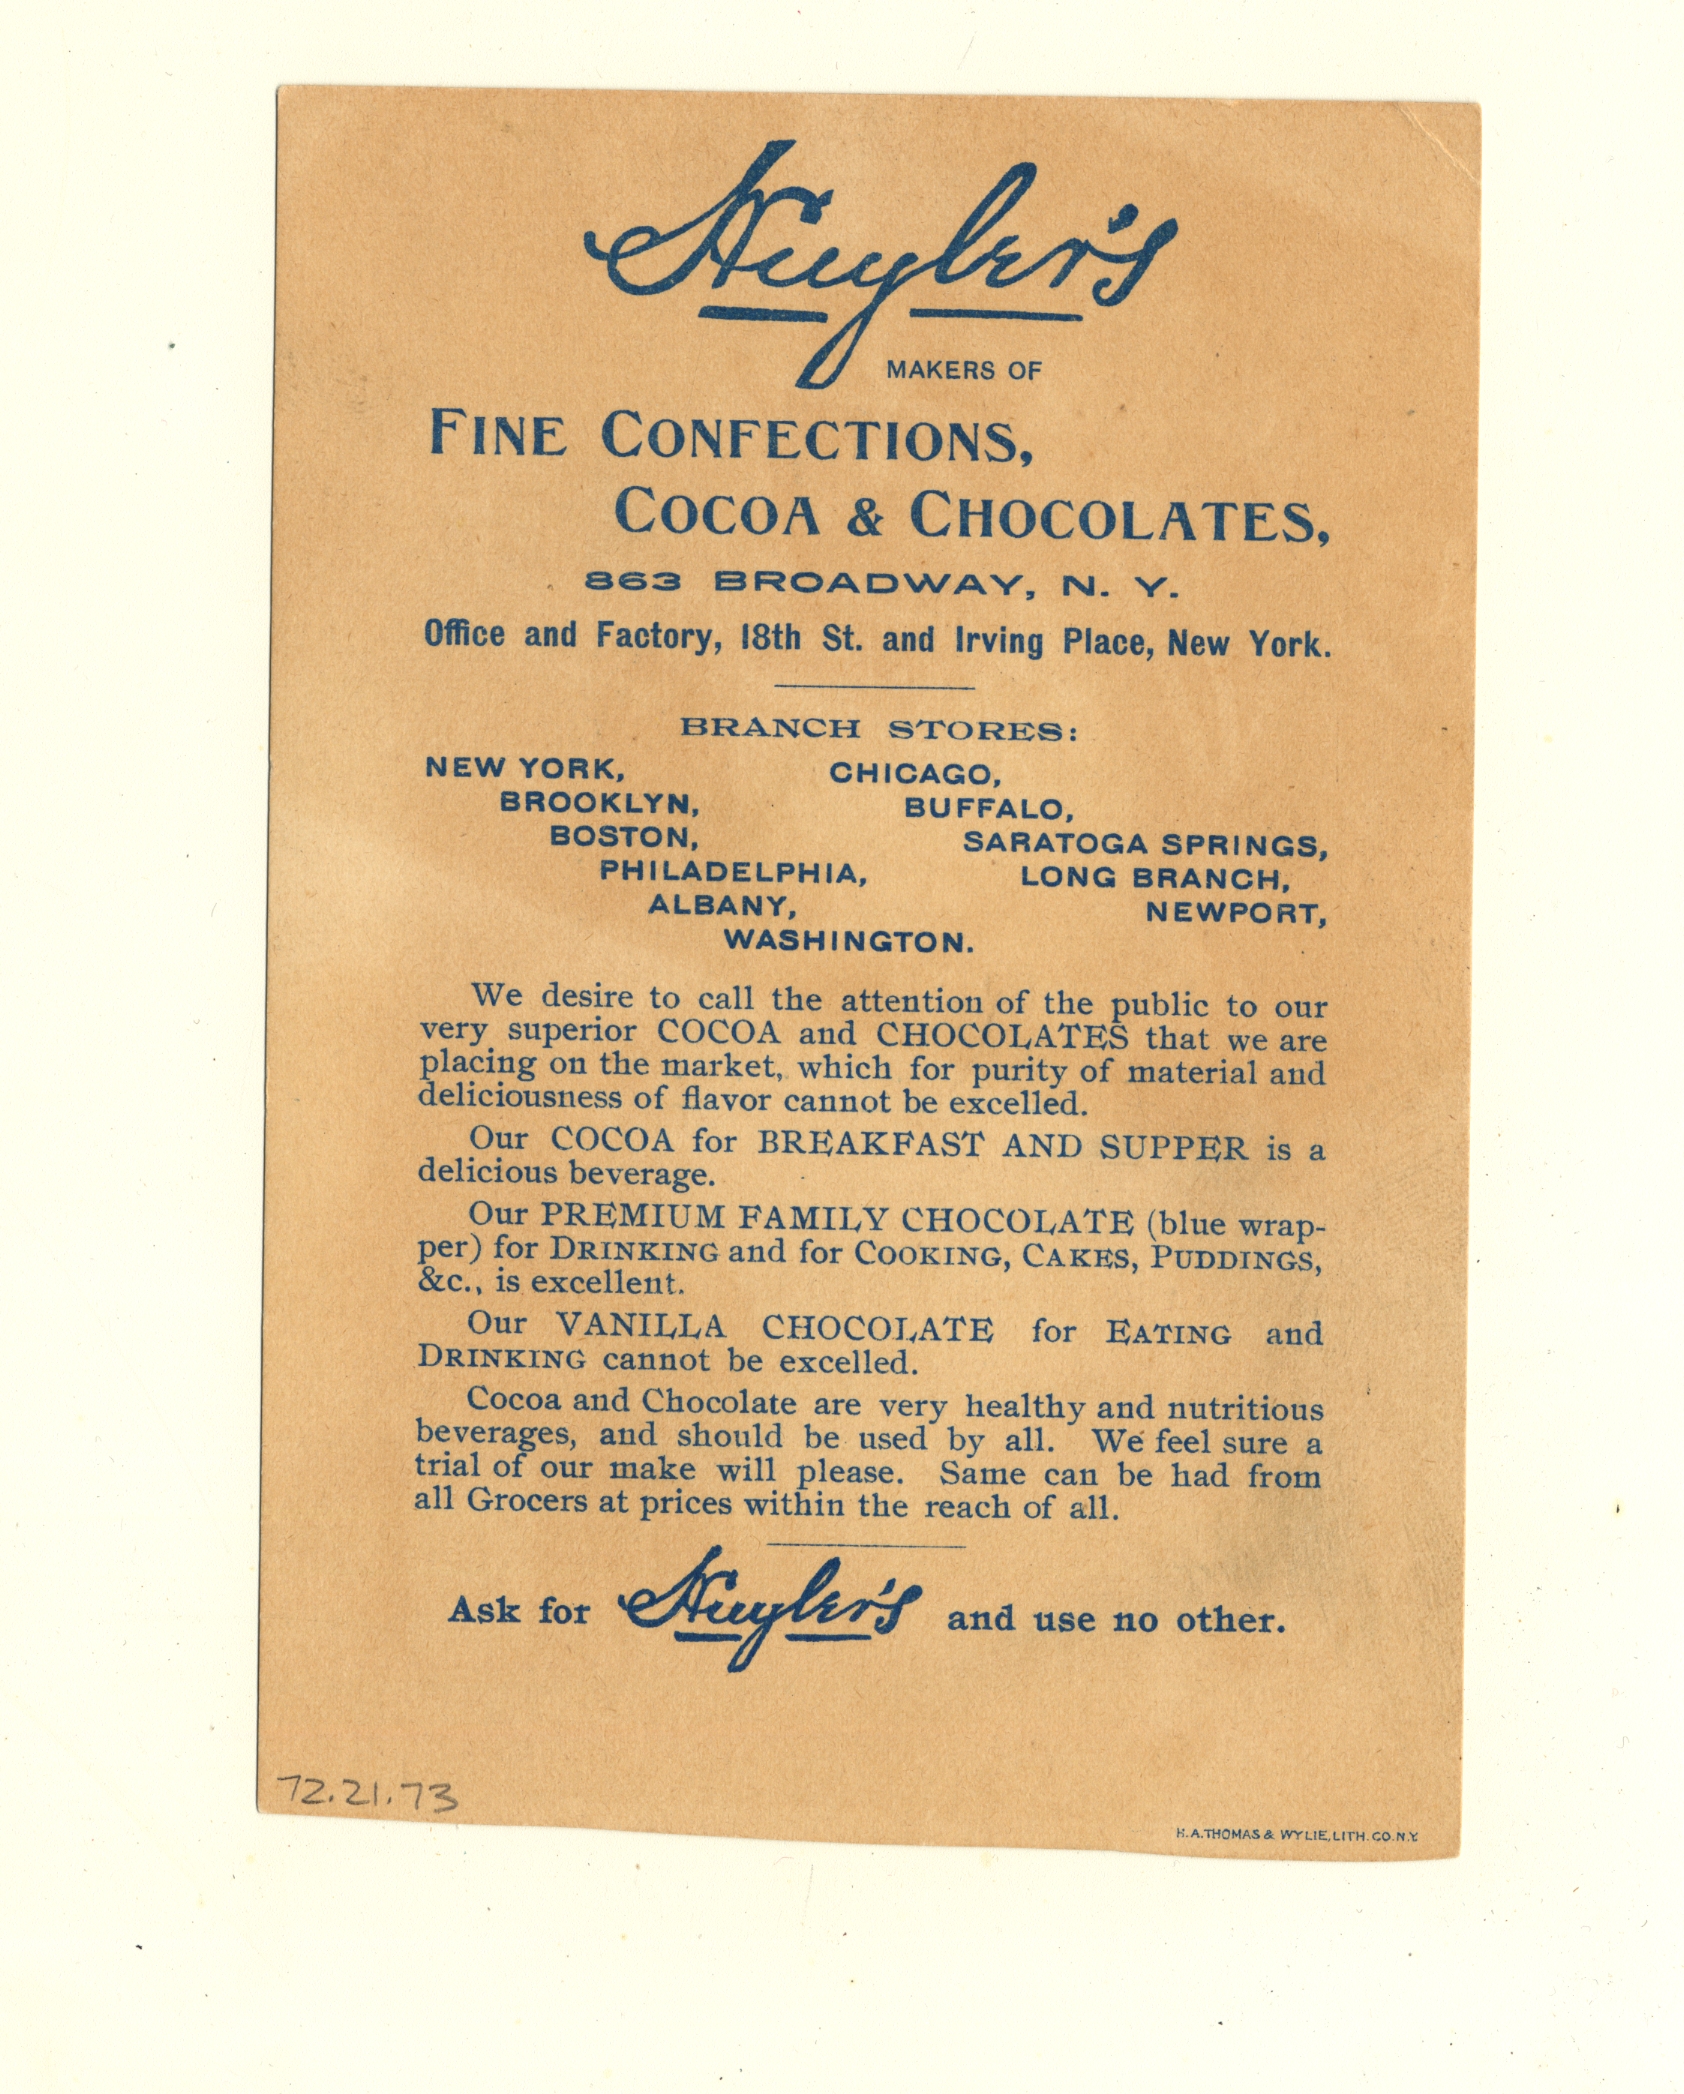 Huyler's
MAKERS OF
FINE CONFECTIONS,
COCOA & CHOCOLATES,
863 BROADWAY, N. Y.
Office and Factory, 18th St. and Irving Place, New York.
BRANCH STORES:
NEW YORK, CHICAGO,
BROOKLYN, BUFFALO,
BOSTON, SARATOGA SPRINGS,
PHILADELPHIA, LONG BRANCH,
ALBANY, NEWPORT,
WASHINGTON.
We desire to call the attention of the public to our
very superior COCOA and CHOCOLATES that we are
placing on the market, which for purity of material and
deliciousness of flavor cannot be excelled.
Our COCOA for BREAKFAST AND SUPPER is a
delicious beverage.
Our PREMIUM FAMILY CHOCOLATE (blue wrap-
per) for DRINKING and for COOKING, CAKES, PUDDINGS,
&c., is excellent.
Our VANILLA CHOCOLATE for EATING and
DRINKING cannot be excelled.
Cocoa and Chocolate are very healthy and nutritious
beverages, and should be used by all. We feel sure a
trial of our make will please. Same can be had from
all Grocers at prices within the reach of all.
Ask for Huyler's and use no other.
72.21.73
H.A.THOMAS & WYLIE, LITH. CO. N.Y.